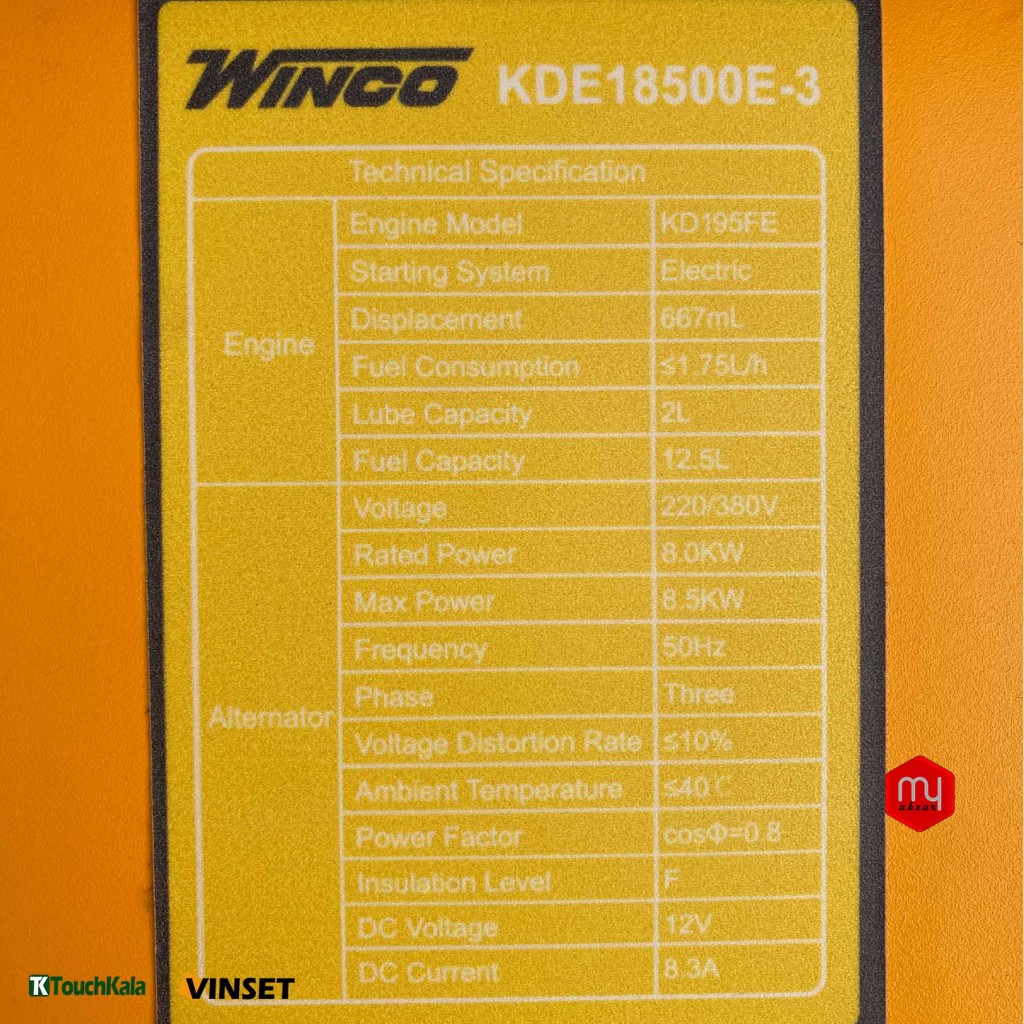 WINCO KDE18500E-3
Technical Specification
Engine
Engine Model KD195FE
Starting System Electric
Displacement 667mL
Fuel Consumption ≤1.75L/h
Lube Capacity 2L
Fuel Capacity 12.5L
Alternator
Voltage 220/380V
Rated Power 8.0KW
Max Power 8.5KW
Frequency 50Hz
Phase Three
Voltage Distortion Rate ≤10%
Ambient Temperature ≤40℃
Power Factor cosΦ=0.8
Insulation Level F
DC Voltage 12V
DC Current 8.3A
my
abzar
TK TouchKala
VINSET